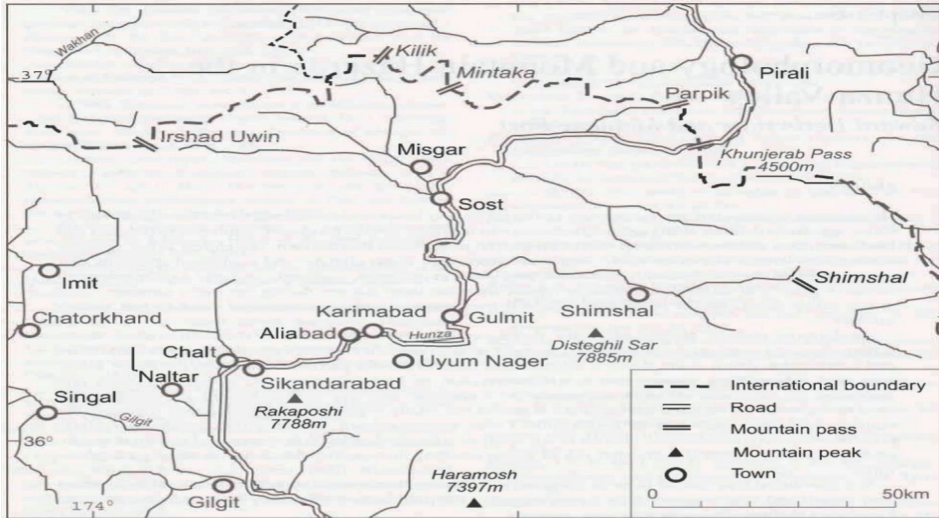 Wakhan
Kilik
37°
Mintaka
Pirali
Parpik
Irshad Uwin
Misgar
Khunjerab Pass
4500m
Sost
Imit
Shimshal
Chatorkhand
Karimabad
Gulmit
Shimshal
Aliabad
Hunza
Disteghil Sar
7885m
Chalt
Uyum Nager
Naltar
Sikandarabad
Singal
Gilgit
Rakaposhi
7788m
36°
Haramosh
7397m
Gilgit
174°
International boundary
Road
Mountain pass
Mountain peak
Town
0 50km